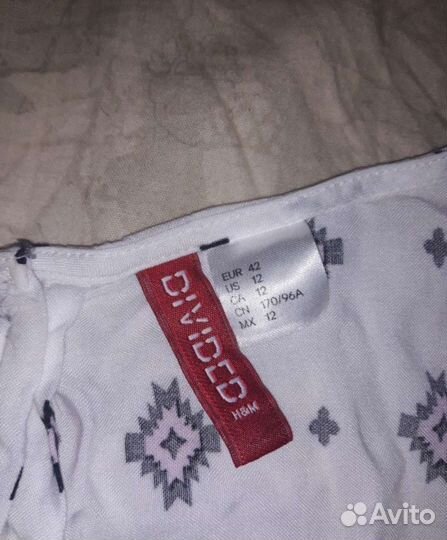 DIVIDED
H&M
EUR 42
US 12
CA 12
CN 170/96A
MX 12
Avito